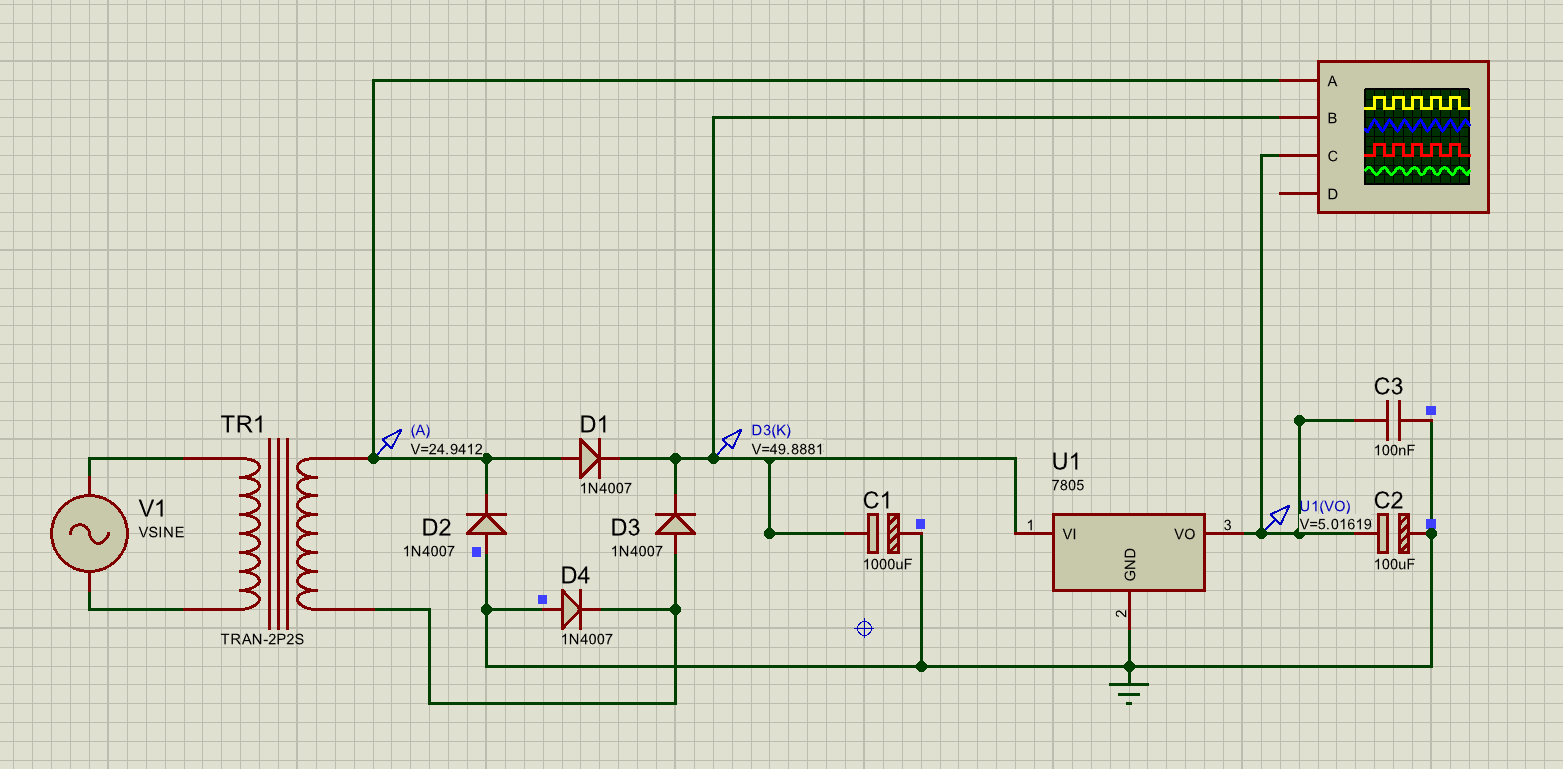 A
B
C
D
TR1
TRAN-2P2S
V1
VSINE
(A)
V=24.9412
D1
1N4007
D2
1N4007
D3
1N4007
D4
1N4007
D3(K)
V=49.8881
C1
1000uF
U1
7805
1
VI
VO
3
GND
2
U1(VO)
V=5.01619
C3
100nF
C2
100uF